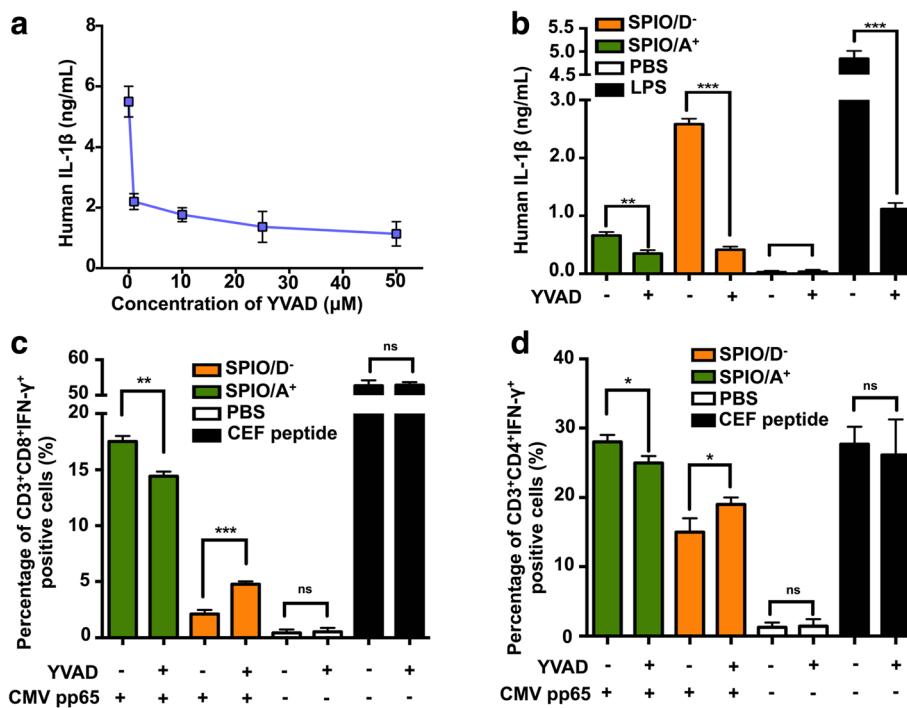 a
Human IL-1β (ng/mL)
8
6
4
2
0
0 10 20 30 40 50
Concentration of YVAD (μM)
b
Human IL-1β (ng/mL)
5.0
4.5
3.0
2.0
1.0
0.0
SPIO/D-
SPIO/A+
PBS
LPS
** *** ***
YVAD - + - + - + - +
c
Percentage of CD3+CD8+IFN-γ+
positive cells (%)
60
50
20
15
10
5
0
SPIO/D-
SPIO/A+
PBS
CEF peptide
** *** ns ns
YVAD - + - + - + - +
CMV pp65 + + + + - - - -
d
Percentage of CD3+CD4+IFN-γ+
positive cells (%)
40
30
20
10
0
SPIO/D-
SPIO/A+
PBS
CEF peptide
* * ns ns
YVAD - + - + - + - +
CMV pp65 + + + + - - - -